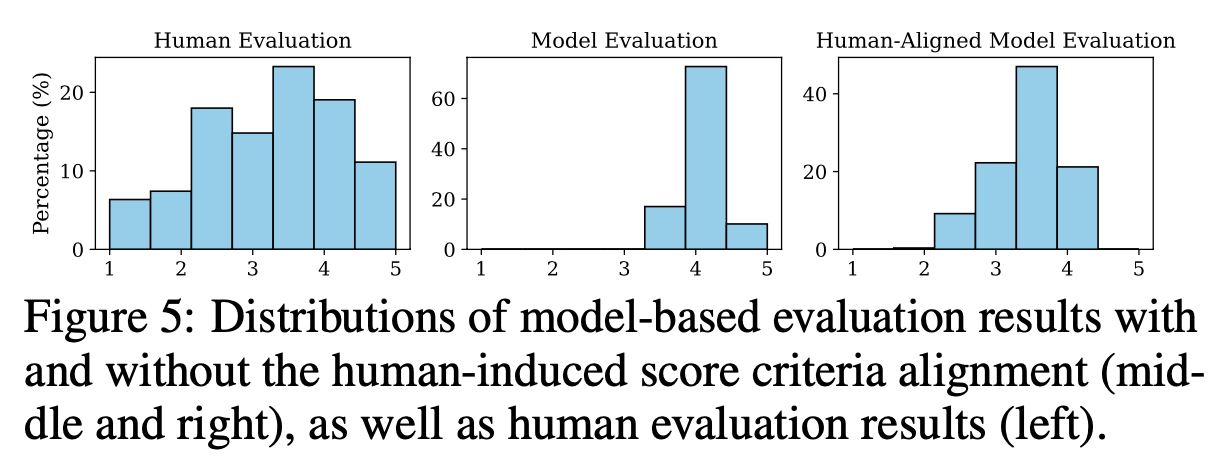 Human Evaluation
Model Evaluation
Human-Aligned Model Evaluation
Percentage (%)
20
10
0
1 2 3 4 5
60
40
20
0
1 2 3 4 5
40
20
0
1 2 3 4 5
Figure 5: Distributions of model-based evaluation results with
and without the human-induced score criteria alignment (mid-
dle and right), as well as human evaluation results (left).